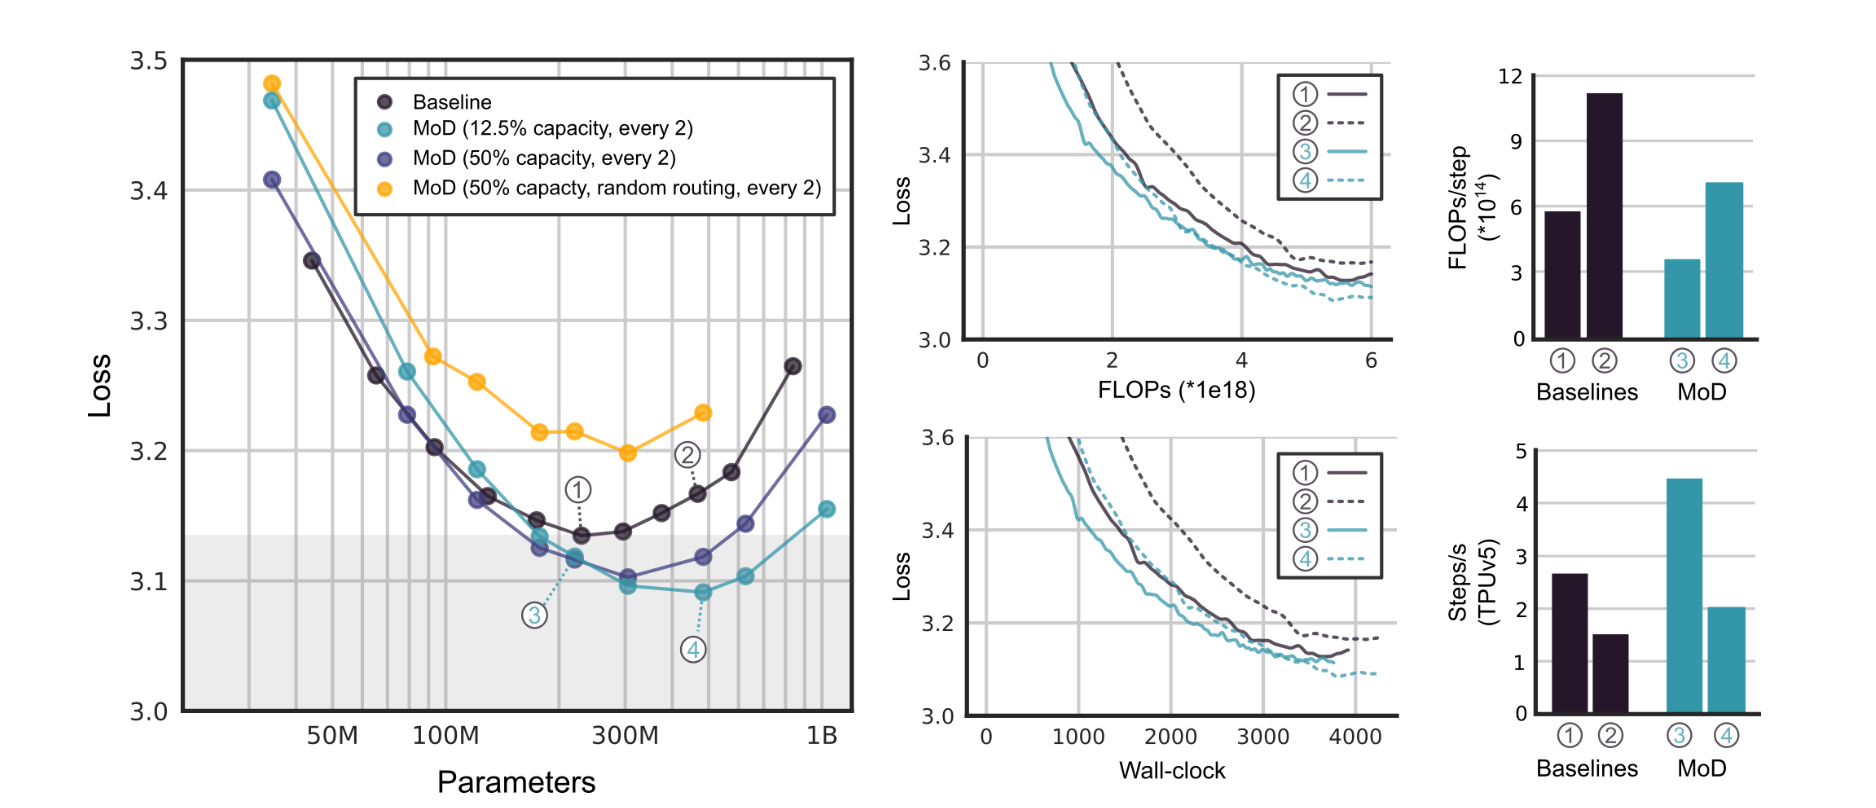 3.5
3.4
3.3
3.2
3.1
3.0
Loss
50M
100M
300M
1B
Parameters
Baseline
MoD (12.5% capacity, every 2)
MoD (50% capacity, every 2)
MoD (50% capacty, random routing, every 2)
①
②
③
④
3.6
3.4
3.2
3.0
Loss
0
2
4
6
FLOPs (*1e18)
①
②
③
④
12
9
6
3
0
FLOPs/step
(*10¹⁴)
① ② ③ ④
Baselines MoD
3.6
3.4
3.2
3.0
Loss
0
1000
2000
3000
4000
Wall-clock
①
②
③
④
5
4
3
2
1
0
Steps/s
(TPUv5)
① ② ③ ④
Baselines MoD